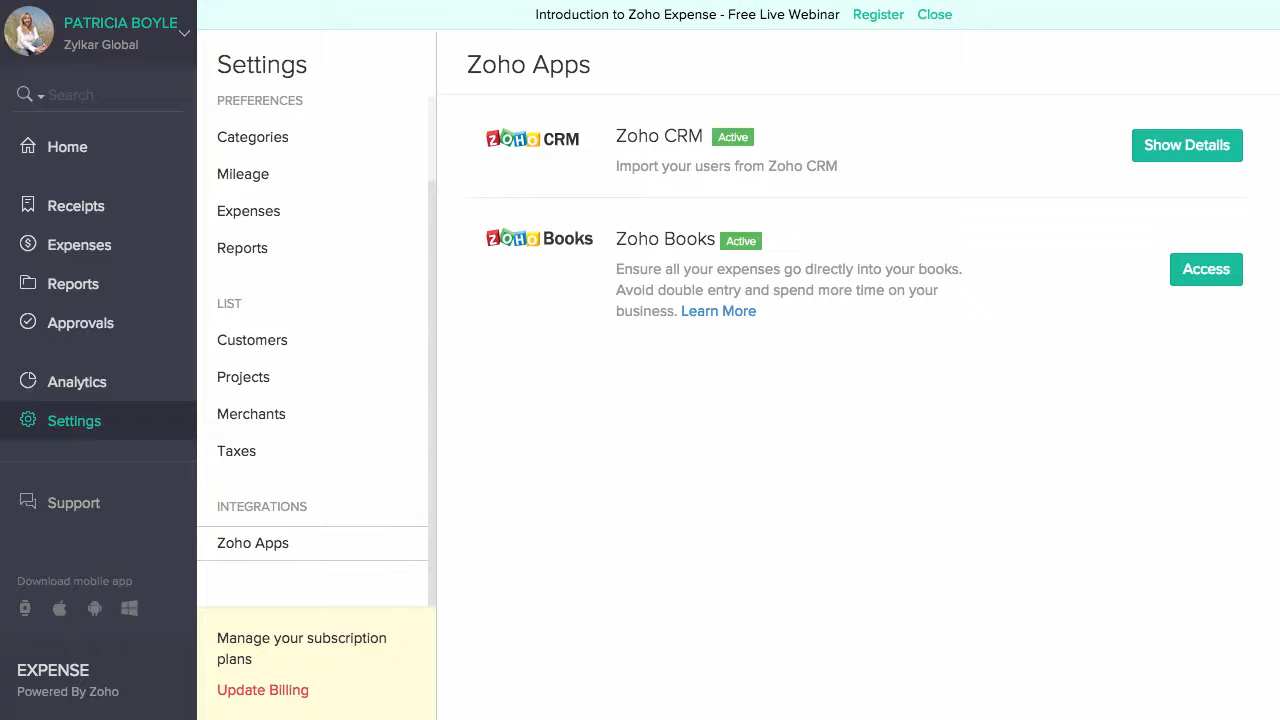 Introduction to Zoho Expense - Free Live Webinar Register Close
PATRICIA BOYLE
Zylkar Global
Search
Home
Receipts
Expenses
Reports
Approvals
Analytics
Settings
Support
Download mobile app
EXPENSE
Powered By Zoho
Settings
PREFERENCES
Categories
Mileage
Expenses
Reports
LIST
Customers
Projects
Merchants
Taxes
INTEGRATIONS
Zoho Apps
Manage your subscription
plans
Update Billing
Zoho Apps
ZOHO CRM
Zoho CRM Active
Import your users from Zoho CRM
Show Details
ZOHO Books
Zoho Books Active
Ensure all your expenses go directly into your books.
Avoid double entry and spend more time on your
business. Learn More
Access